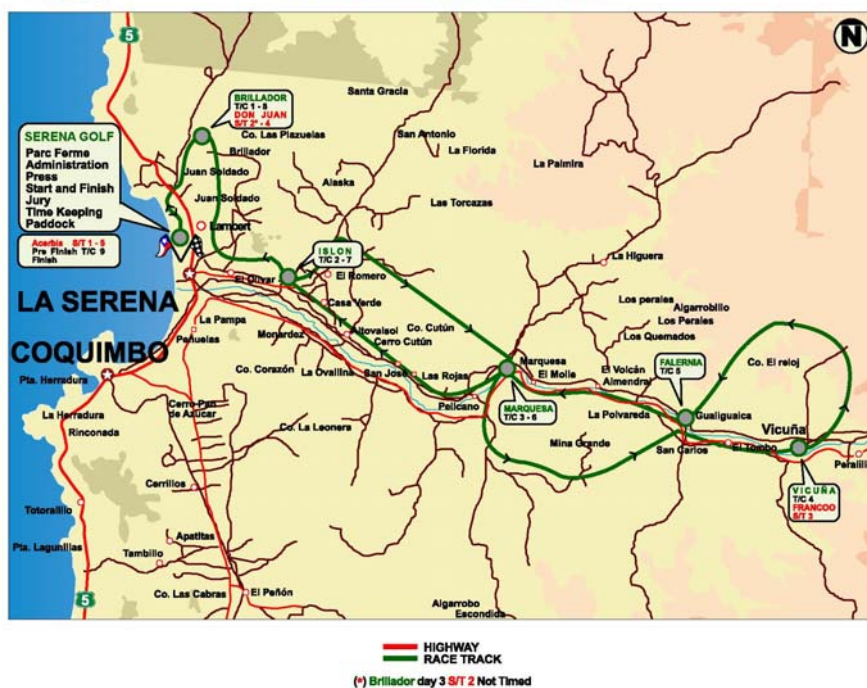 5
N
Santa Gracia
BRILLADOR
T/C 1 - 8
DON JUAN
S/T 2* - 4
Co. Las Plazuelas
San Antonio
Brillador
La Florida
La Palmira
SERENA GOLF
Parc Ferme
Administration
Press
Start and Finish
Jury
Time Keeping
Paddock
Juan Soldado
Alaska
Juan Soldado
Las Torcazas
Lambert
Acerbis S/T 1 - 5
Pre Finish T/C 9
Finish
ISLON
T/C 2 - 7
La Higuera
El Olivar
El Romero
LA SERENA
Casa Verde
Los perales
Algarrobillo
La Pampa
Los Perales
Peñuelas
Monardez
Altovalsol
Co. Cutún
Los Quemados
Cerro Cutún
COQUIMBO
Marquesa
FALERNIA
T/C 5
Co. El reloj
Co. Corazón
La Ovallina
San José
Las Rojas
El Molle
El Volcán
Almendral
Pta. Herradura
Pelicano
MARQUESA
T/C 3 - 6
La Polvareda
Gualiguaica
La Herradura
Cerro Pan
de Azucar
Vicuña
Rinconada
Co. La Leonera
Mina Grande
San Carlos
El Tombo
Peralillo
Cerrillos
VICUÑA
T/C 4
FRANCOO
S/T 3
Totoralillo
Apatitas
Pta. Lagunillas
Tambillo
Co. Las Cabras
El Peñón
5
Algarrobo
Escondida
HIGHWAY
RACE TRACK
(*) Brillador day 3 S/T 2 Not Timed